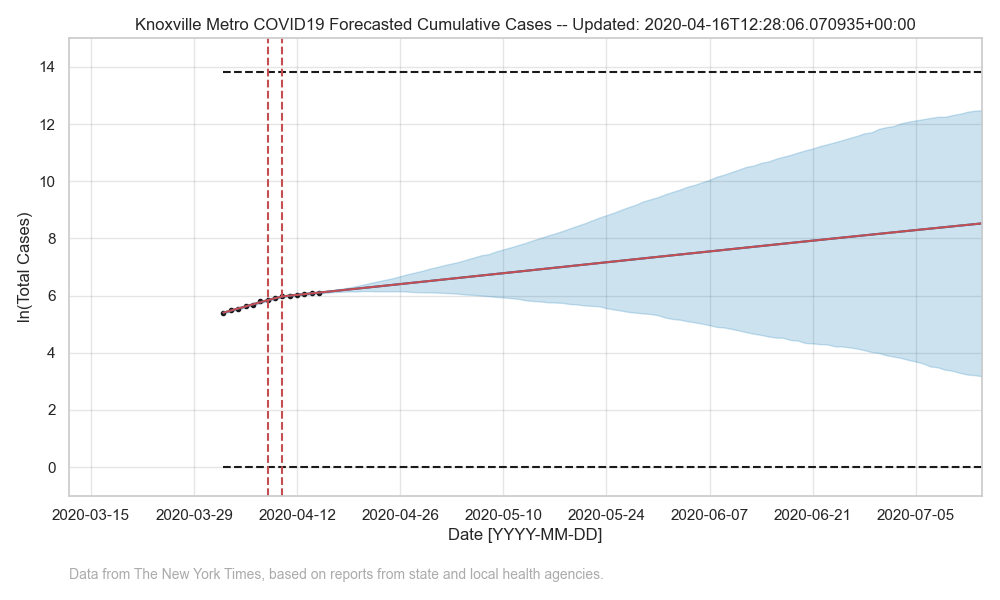 Knoxville Metro COVID19 Forecasted Cumulative Cases -- Updated: 2020-04-16T12:28:06.070935+00:00
14
12
10
8
6
4
2
0
ln(Total Cases)
2020-03-15 2020-03-29 2020-04-12 2020-04-26 2020-05-10 2020-05-24 2020-06-07 2020-06-21 2020-07-05
Date [YYYY-MM-DD]
Data from The New York Times, based on reports from state and local health agencies.